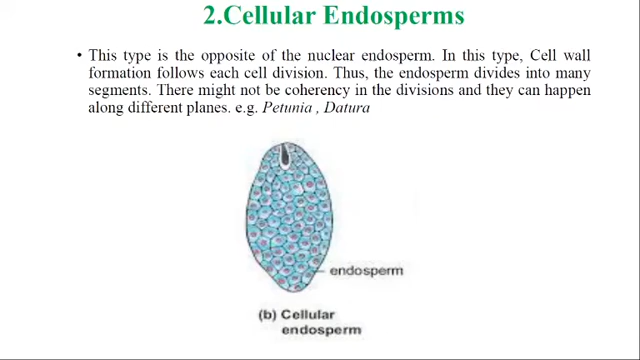 2.Cellular Endosperms
• This type is the opposite of the nuclear endosperm. In this type, Cell wall
formation follows each cell division. Thus, the endosperm divides into many
segments. There might not be coherency in the divisions and they can happen
along different planes. e.g. Petunia , Datura
endosperm
(b) Cellular
endosperm